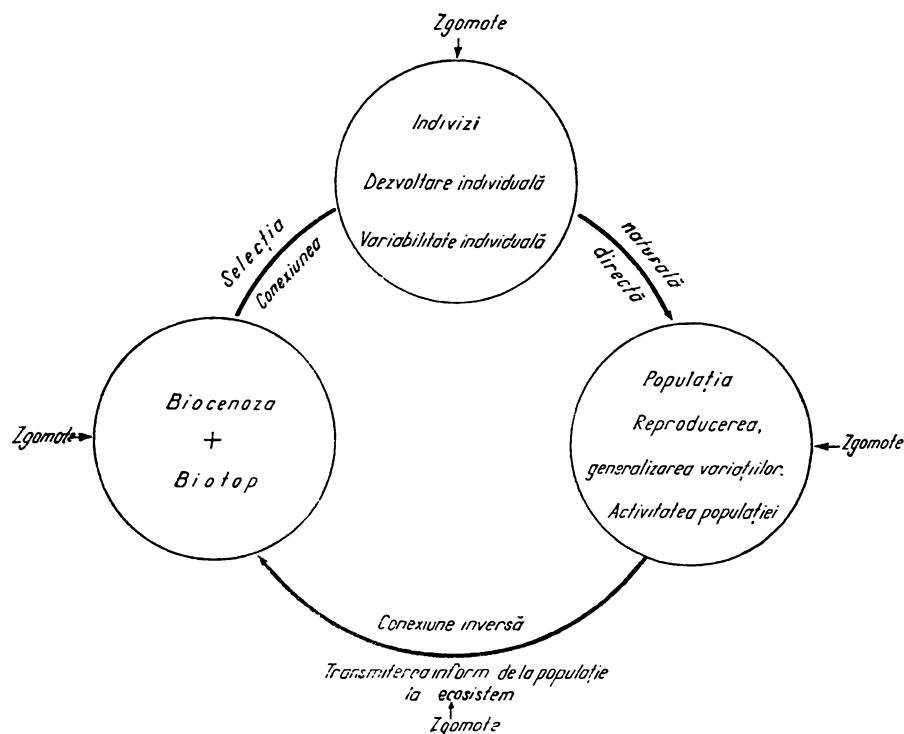 Zgomote
Indivizi
Dezvoltare individuală
Variabilitate individuală
Selecția
Conexiunea
naturală
directă
Biocenoza
+
Biotop
Zgomote
Populația
Reproducerea,
generalizarea variațiilor.
Activitatea populației
Zgomote
Conexiune inversă
Transmiterea inform de la populație
la ecosistem
Zgomote